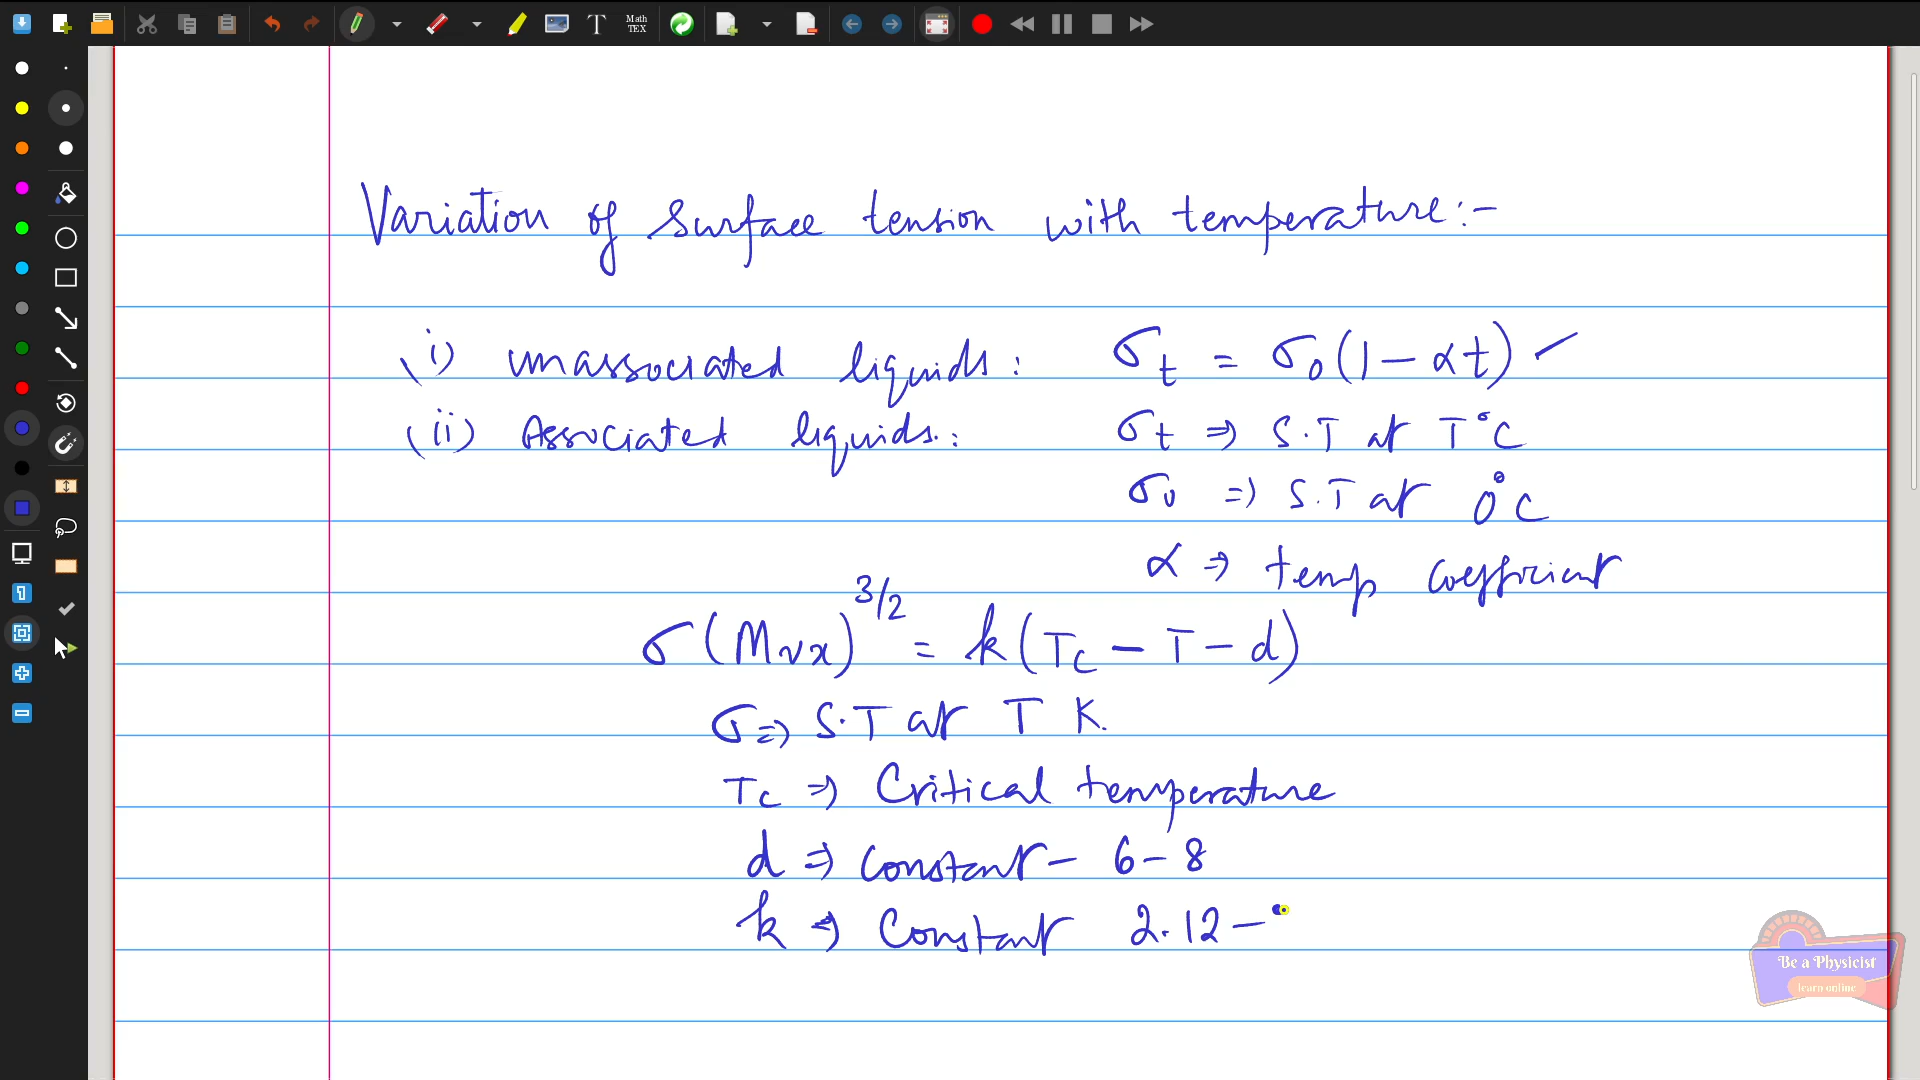 Math
TEX
Variation of surface tension with temperature:-
(i) unassociated liquids: σt = σ0(1 - αt)
(ii) Associated liquids.: σt ⇒ S.T at T°C
σ0 ⇒ S.T at 0°C
α ⇒ temp coefficient
σ(Mvx)^3/2 = k(Tc - T - d)
σ ⇒ S.T at T K.
Tc ⇒ Critical temperature
d ⇒ constant - 6 - 8
k ⇒ Constant 2.12 -
Be a Physicist
learn online